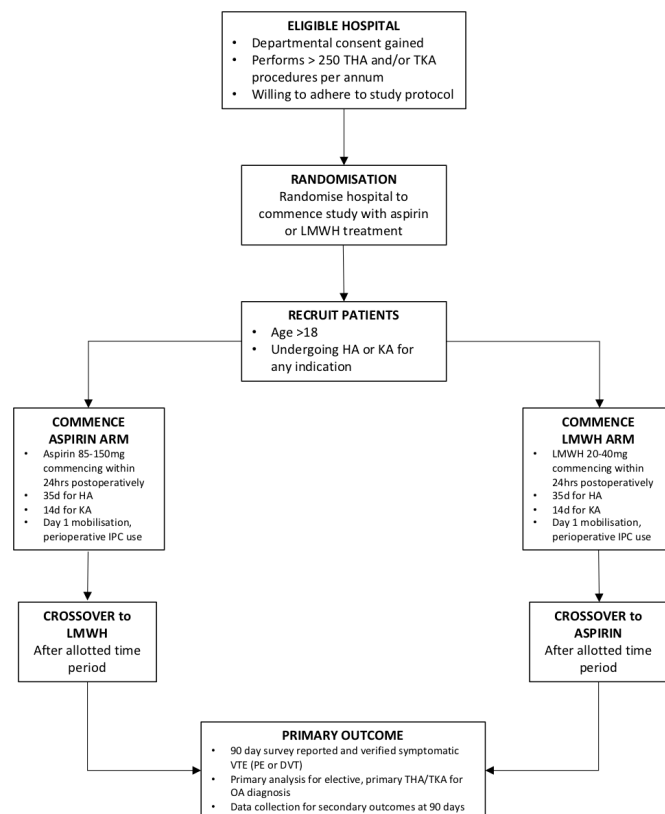 ELIGIBLE HOSPITAL
• Departmental consent gained
• Performs > 250 THA and/or TKA
procedures per annum
• Willing to adhere to study protocol
RANDOMISATION
Randomise hospital to
commence study with aspirin
or LMWH treatment
RECRUIT PATIENTS
• Age >18
• Undergoing HA or KA for
any indication
COMMENCE
ASPIRIN ARM
• Aspirin 85-150mg
commencing within
24hrs postoperatively
• 35d for HA
• 14d for KA
• Day 1 mobilisation,
perioperative IPC use
COMMENCE
LMWH ARM
• LMWH 20-40mg
commencing within
24hrs postoperatively
• 35d for HA
• 14d for KA
• Day 1 mobilisation,
perioperative IPC use
CROSSOVER to
LMWH
After allotted time
period
CROSSOVER to
ASPIRIN
After allotted time
period
PRIMARY OUTCOME
• 90 day survey reported and verified symptomatic
VTE (PE or DVT)
• Primary analysis for elective, primary THA/TKA for
OA diagnosis
• Data collection for secondary outcomes at 90 days